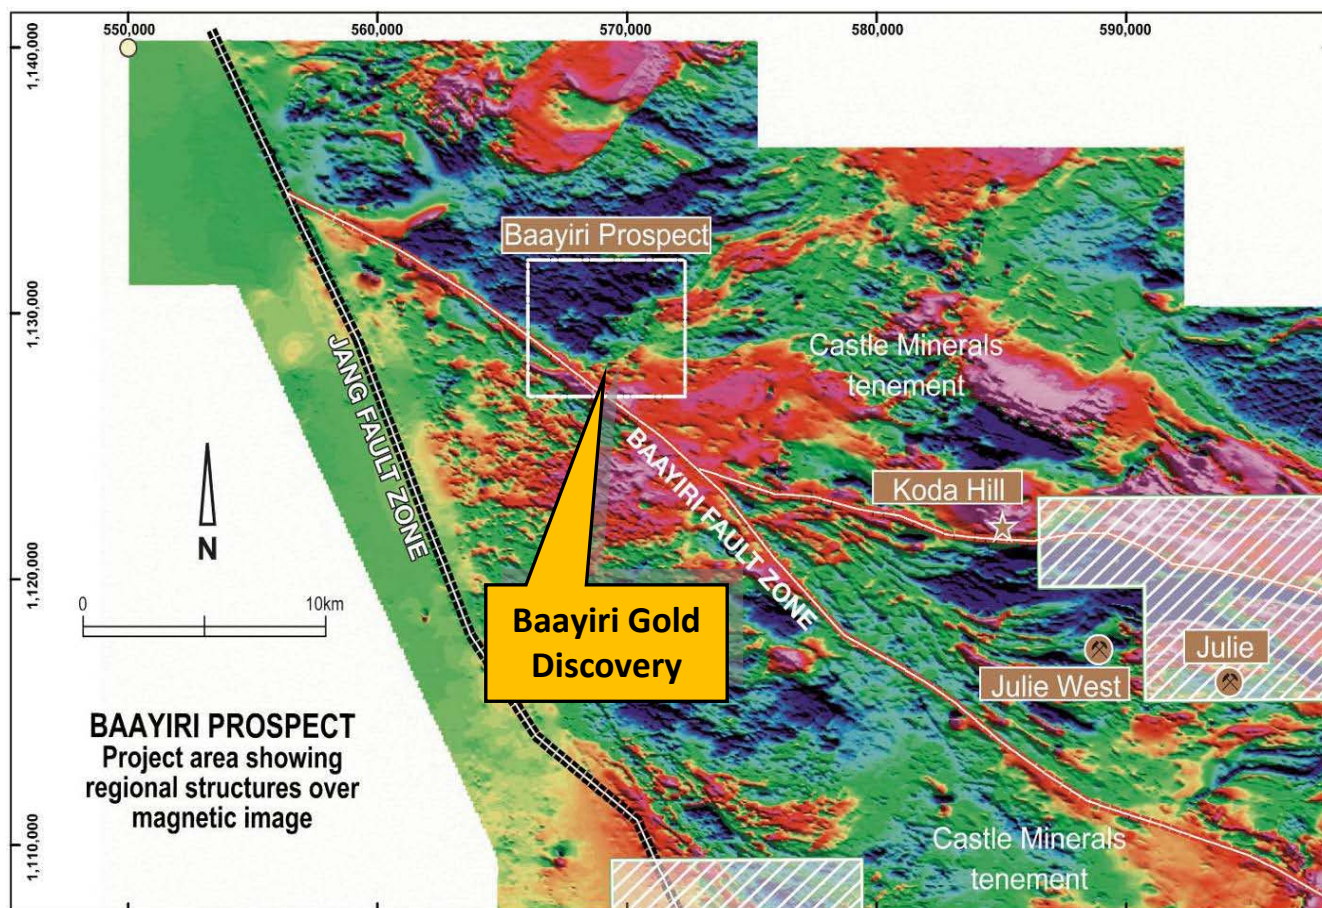 550,000
560,000
570,000
580,000
590,000
1,140,000
1,130,000
1,120,000
1,110,000
Baayiri Prospect
Castle Minerals
tenement
JANG FAULT ZONE
BAAYIRI FAULT ZONE
Koda Hill
N
0
10km
Baayiri Gold
Discovery
Julie West
Julie
BAAYIRI PROSPECT
Project area showing
regional structures over
magnetic image
Castle Minerals
tenement